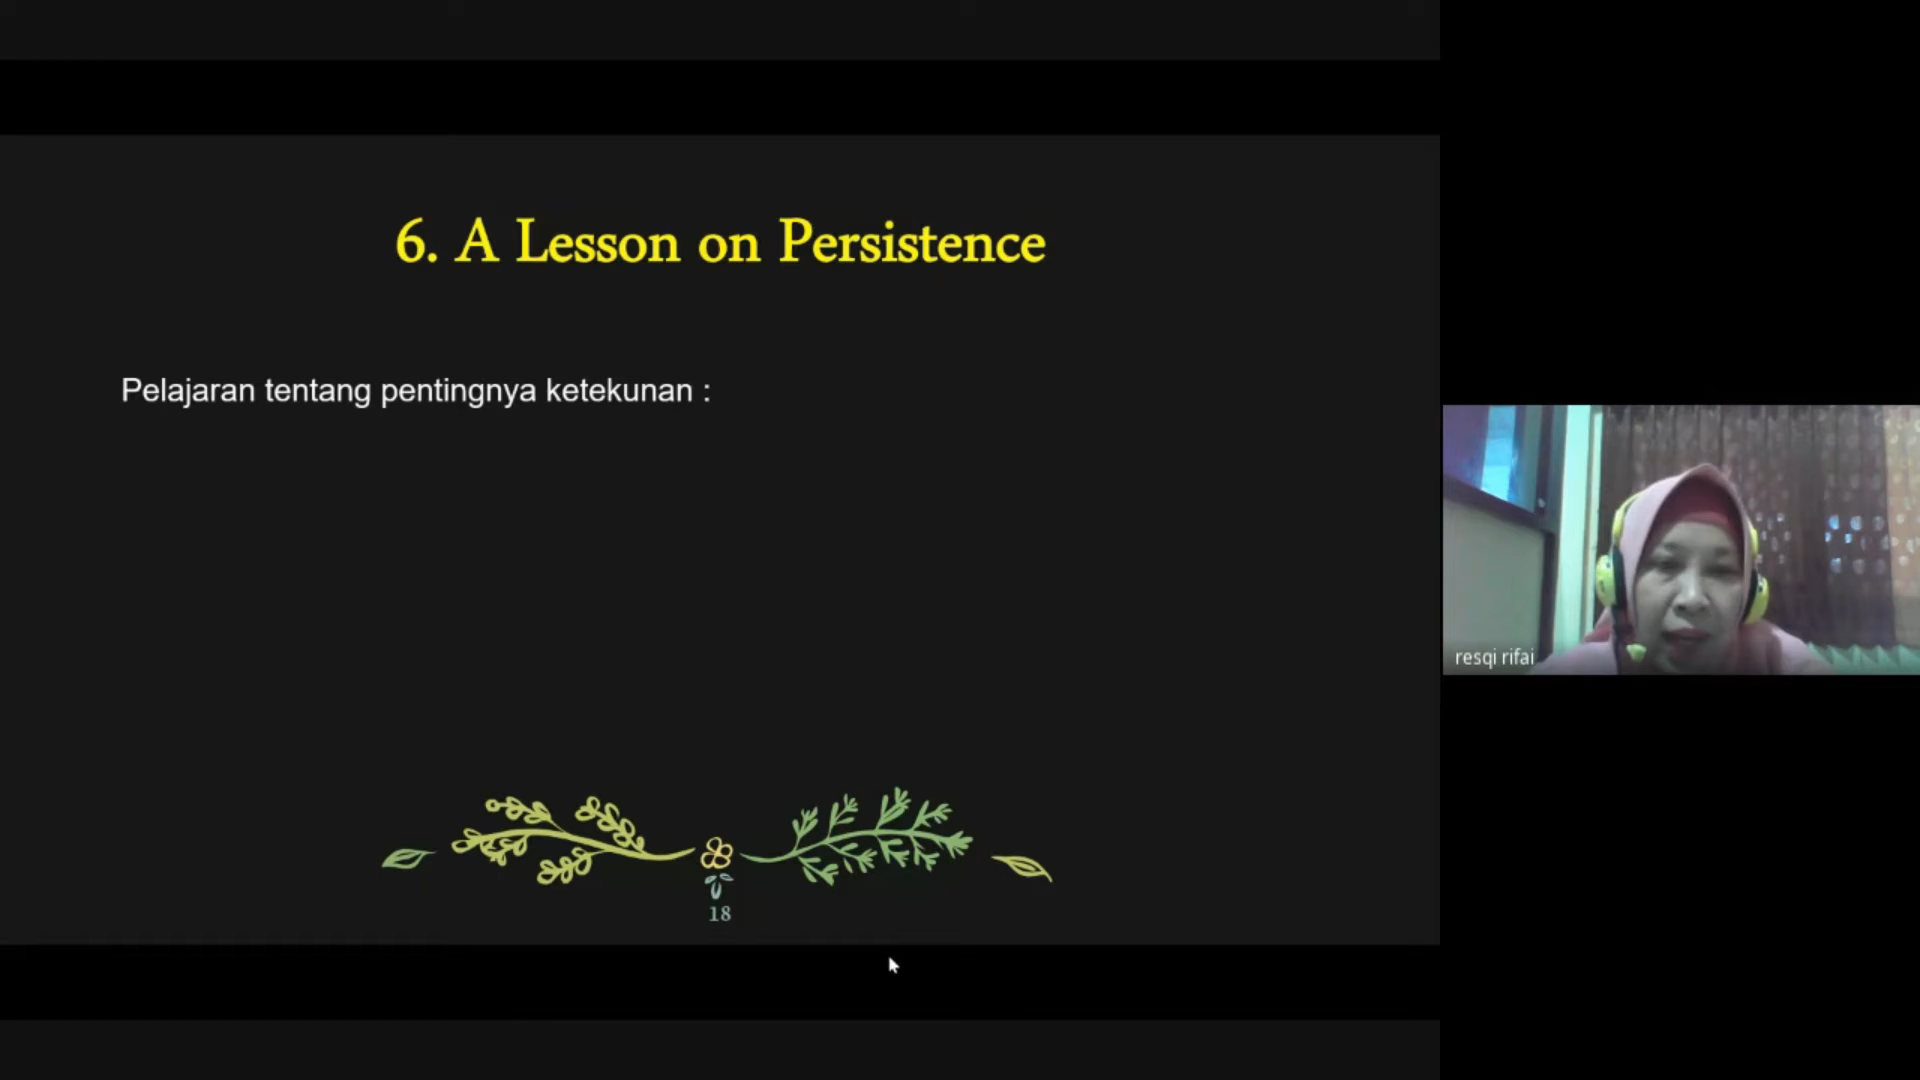 6. A Lesson on Persistence
Pelajaran tentang pentingnya ketekunan :
18
resqi rifai